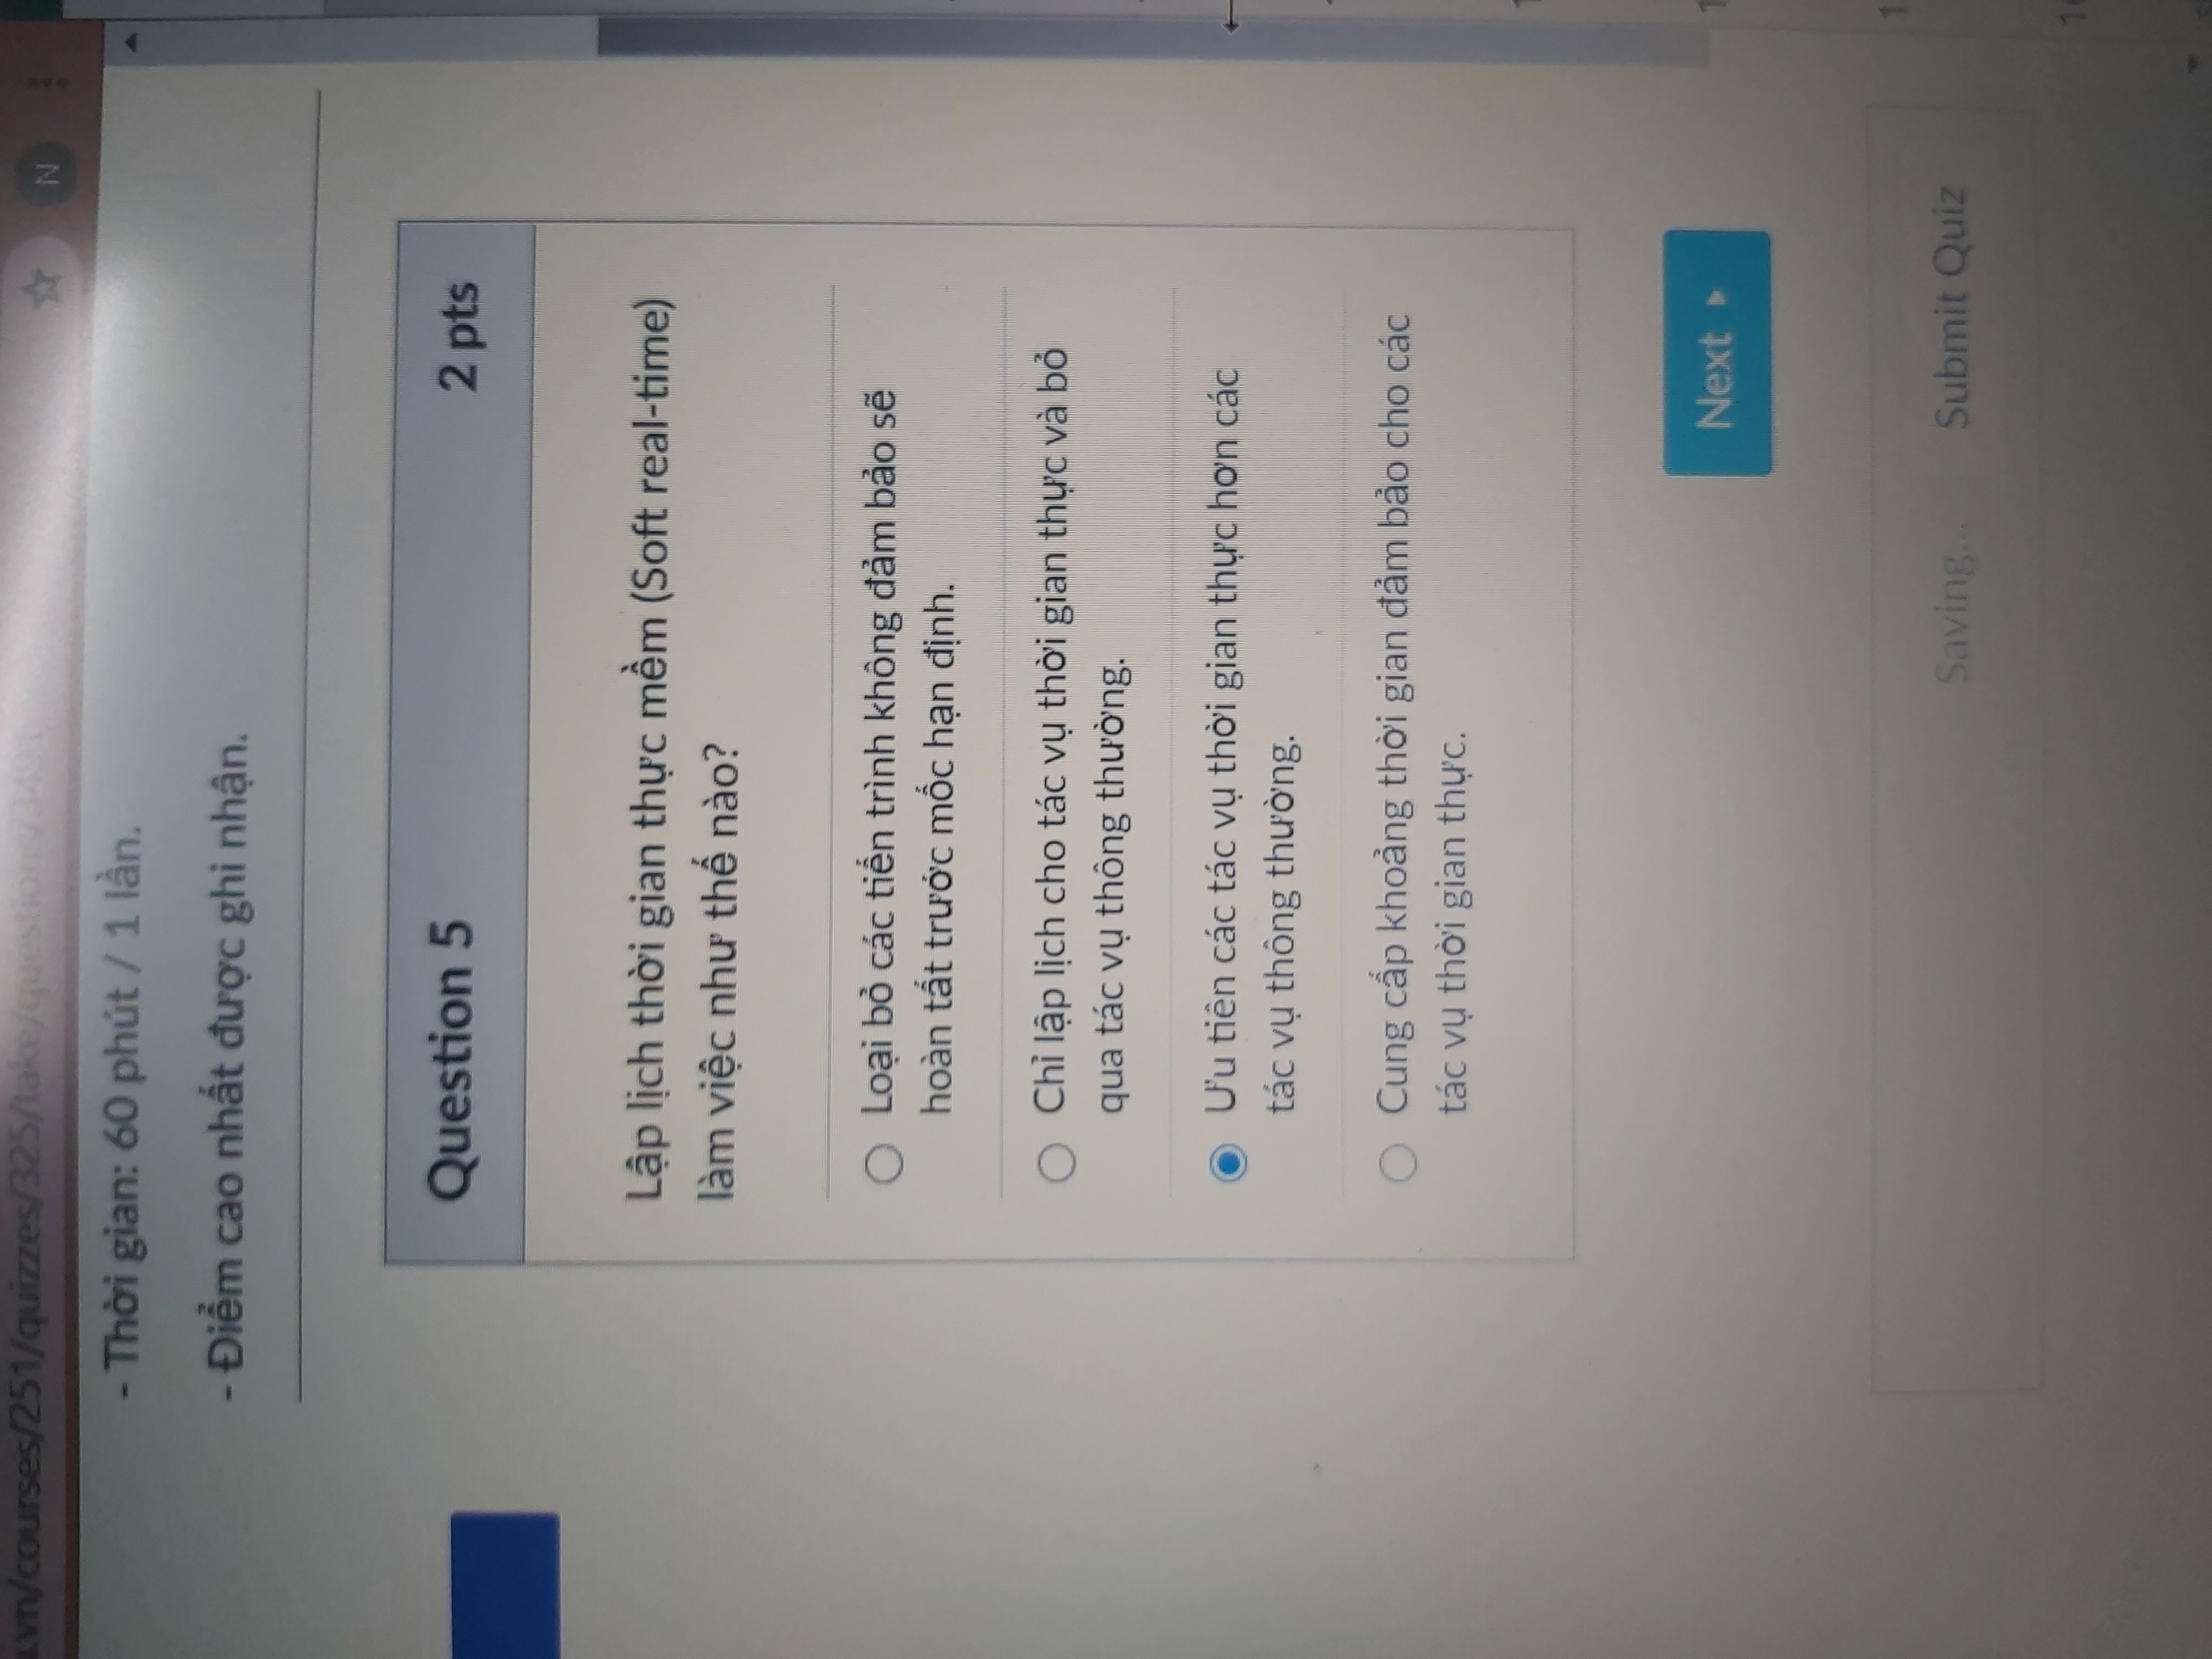 .vn/courses/251/quizzes/325/take/questions/3491
N
- Thời gian: 60 phút / 1 lần.
- Điểm cao nhất được ghi nhận.
Question 5
2 pts
Lập lịch thời gian thực mềm (Soft real-time)
làm việc như thế nào?
Loại bỏ các tiến trình không đảm bảo sẽ
hoàn tất trước mốc hạn định.
Chỉ lập lịch cho tác vụ thời gian thực và bỏ
qua tác vụ thông thường.
Ưu tiên các tác vụ thời gian thực hơn các
tác vụ thông thường.
Cung cấp khoảng thời gian đảm bảo cho các
tác vụ thời gian thực.
Next
Saving...
Submit Quiz